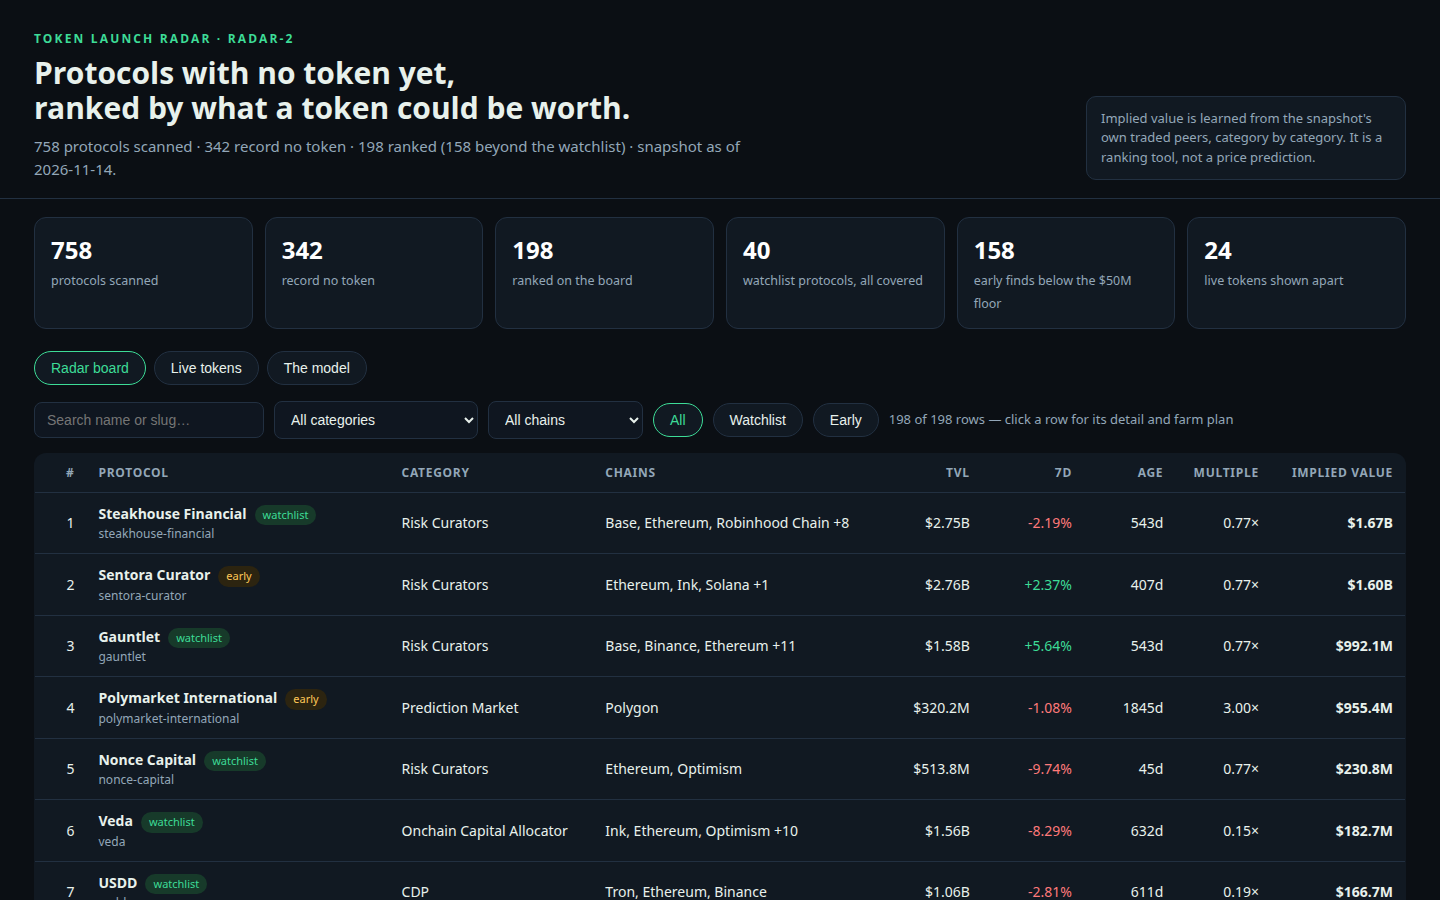 TOKEN LAUNCH RADAR · RADAR-2
Protocols with no token yet,
ranked by what a token could be worth.
758 protocols scanned · 342 record no token · 198 ranked (158 beyond the watchlist) · snapshot as of
2026-11-14.
Implied value is learned from the snapshot's
own traded peers, category by category. It is a
ranking tool, not a price prediction.
758
protocols scanned
342
record no token
198
ranked on the board
40
watchlist protocols, all covered
158
early finds below the $50M
floor
24
live tokens shown apart
Radar board Live tokens The model
Search name or slug… All categories All chains All Watchlist Early 198 of 198 rows — click a row for its detail and farm plan
# PROTOCOL CATEGORY CHAINS TVL 7D AGE MULTIPLE IMPLIED VALUE
1 Steakhouse Financial watchlist Risk Curators Base, Ethereum, Robinhood Chain +8 $2.75B -2.19% 543d 0.77× $1.67B
steakhouse-financial
2 Sentora Curator early Risk Curators Ethereum, Ink, Solana +1 $2.76B +2.37% 407d 0.77× $1.60B
sentora-curator
3 Gauntlet watchlist Risk Curators Base, Binance, Ethereum +11 $1.58B +5.64% 543d 0.77× $992.1M
gauntlet
4 Polymarket International early Prediction Market Polygon $320.2M -1.08% 1845d 3.00× $955.4M
polymarket-international
5 Nonce Capital watchlist Risk Curators Ethereum, Optimism $513.8M -9.74% 45d 0.77× $230.8M
nonce-capital
6 Veda watchlist Onchain Capital Allocator Ink, Ethereum, Optimism +10 $1.56B -8.29% 632d 0.15× $182.7M
veda
7 USDD watchlist CDP Tron, Ethereum, Binance $1.06B -2.81% 611d 0.19× $166.7M